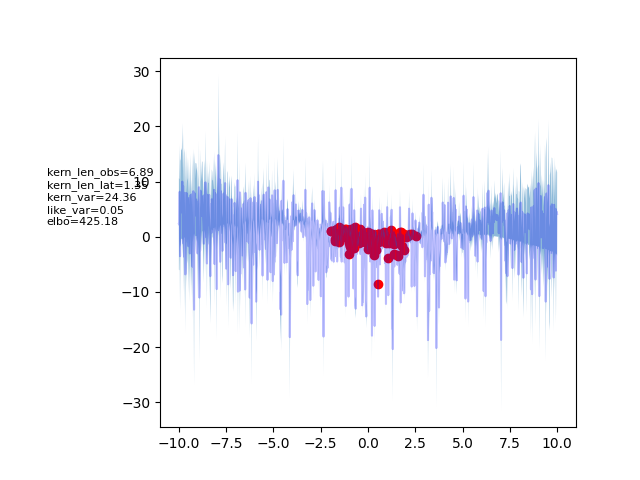 30
20
kern_len_obs=6.89
kern_len_lat=1.35
10
kern_var=24.36
like_var=0.05
elbo=425.18
0
−10
−20
−30
−10.0 −7.5 −5.0 −2.5 0.0 2.5 5.0 7.5 10.0